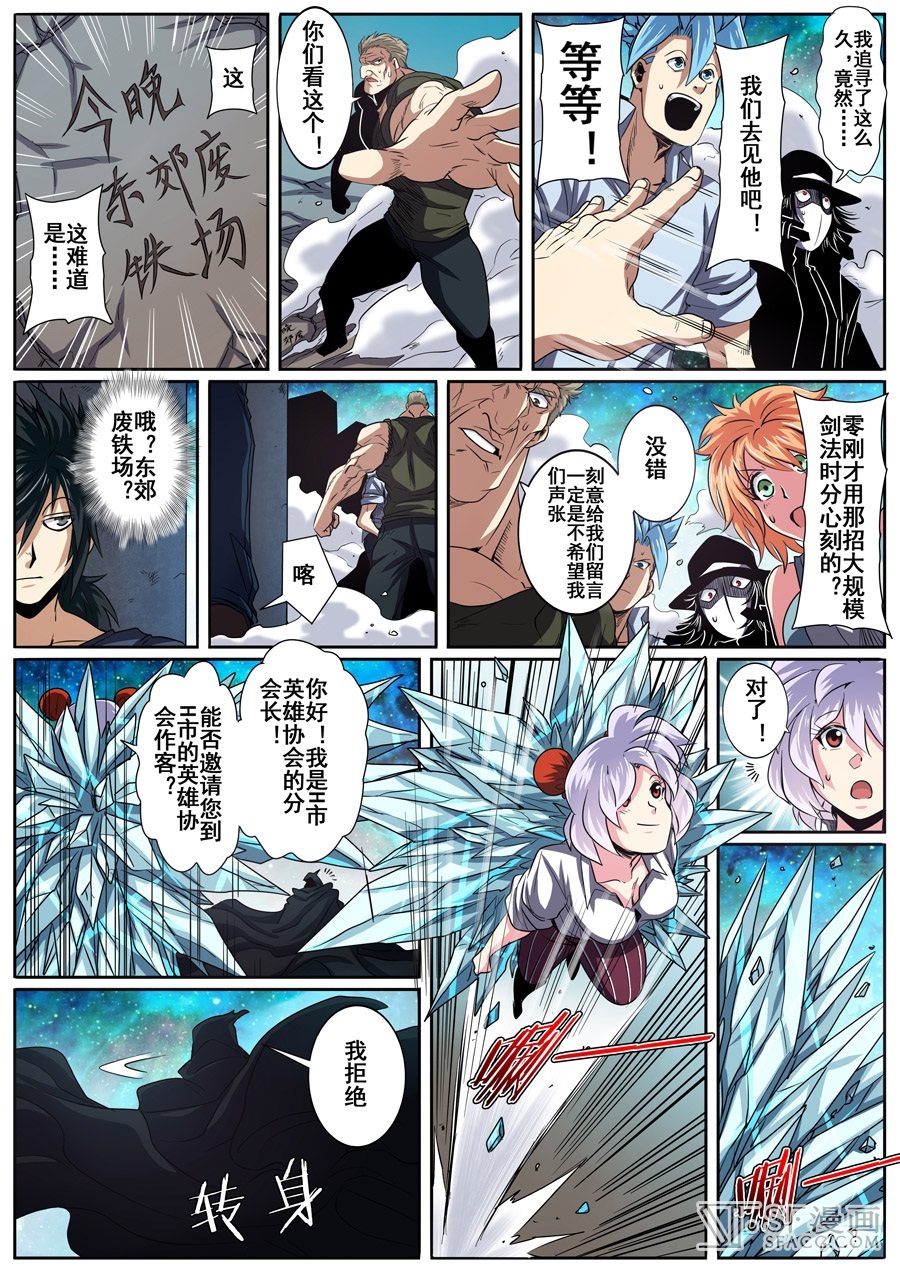 我追寻了这么
久，竟然……
我们去见他吧！
等等！
你们看这个！
这
今晚
东郊废
铁场
这难道
是……
零刚才用那招大规模
剑法时分心刻的？
没错
刻意给我们留言
一定是不希望我
们声张
喀
哦？东郊
废铁场？
对了！
唰
唰
你好！我是王市
英雄协会的分
会长！
能否邀请您到
王市的英雄协
会作客？
我拒绝
转身
SF漫画
SFACG.COM